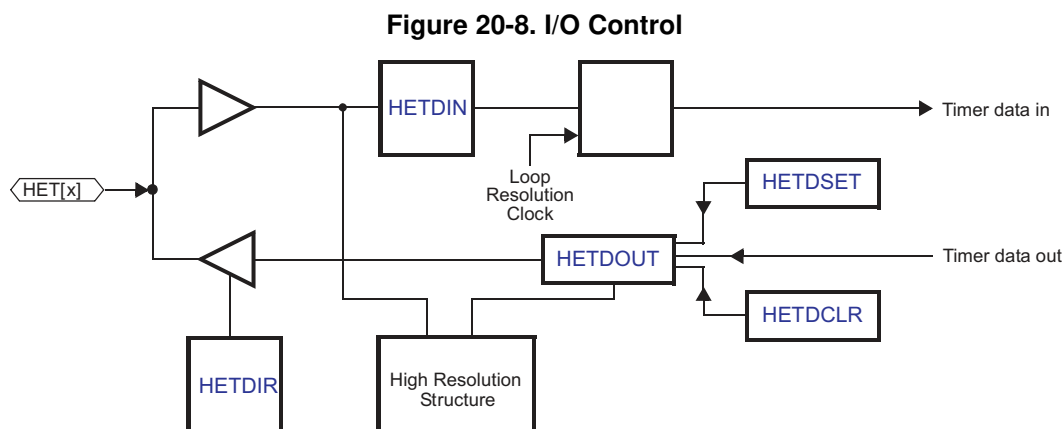 Figure 20-8. I/O Control
HETDIN
Timer data in
Loop
Resolution
Clock
HETDSET
HET[x]
HETDOUT
Timer data out
HETDCLR
HETDIR
High Resolution
Structure